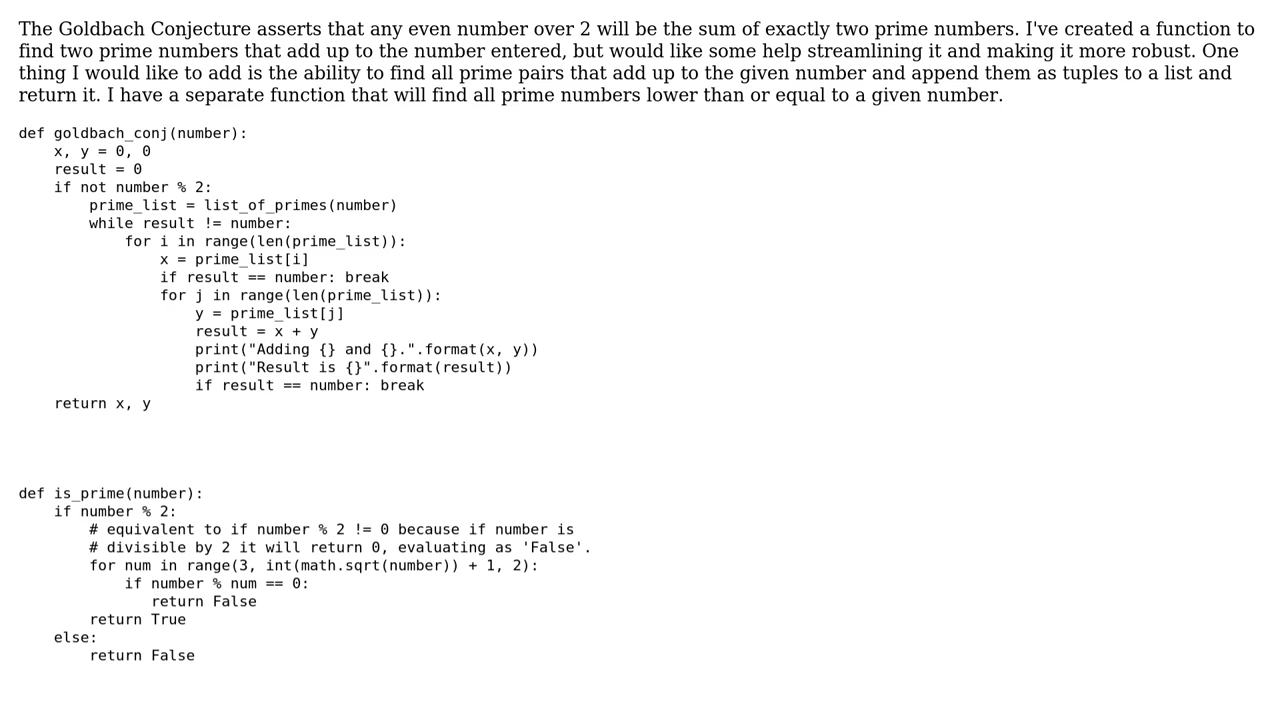 The Goldbach Conjecture asserts that any even number over 2 will be the sum of exactly two prime numbers. I've created a function to
find two prime numbers that add up to the number entered, but would like some help streamlining it and making it more robust. One
thing I would like to add is the ability to find all prime pairs that add up to the given number and append them as tuples to a list and
return it. I have a separate function that will find all prime numbers lower than or equal to a given number.
def goldbach_conj(number):
    x, y = 0, 0
    result = 0
    if not number % 2:
        prime_list = list_of_primes(number)
        while result != number:
            for i in range(len(prime_list)):
                x = prime_list[i]
                if result == number: break
                for j in range(len(prime_list)):
                    y = prime_list[j]
                    result = x + y
                    print("Adding {} and {}.".format(x, y))
                    print("Result is {}".format(result))
                    if result == number: break
    return x, y
def is_prime(number):
    if number % 2:
        # equivalent to if number % 2 != 0 because if number is
        # divisible by 2 it will return 0, evaluating as 'False'.
        for num in range(3, int(math.sqrt(number)) + 1, 2):
            if number % num == 0:
               return False
        return True
    else:
        return False